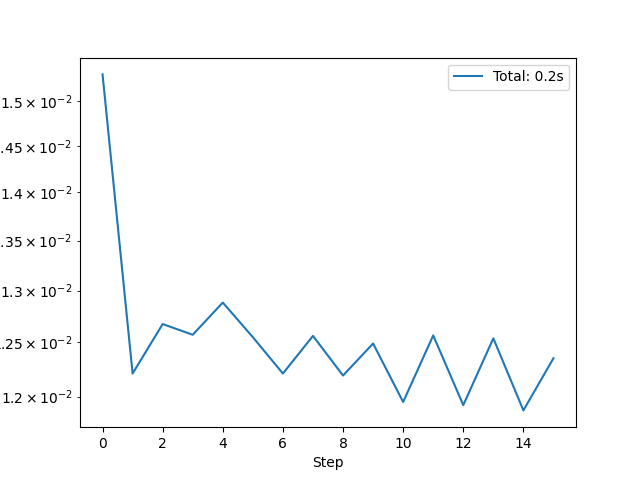 Total: 0.2s
1.5 × 10⁻²
.45 × 10⁻²
1.4 × 10⁻²
.35 × 10⁻²
1.3 × 10⁻²
.25 × 10⁻²
1.2 × 10⁻²
0 2 4 6 8 10 12 14
Step